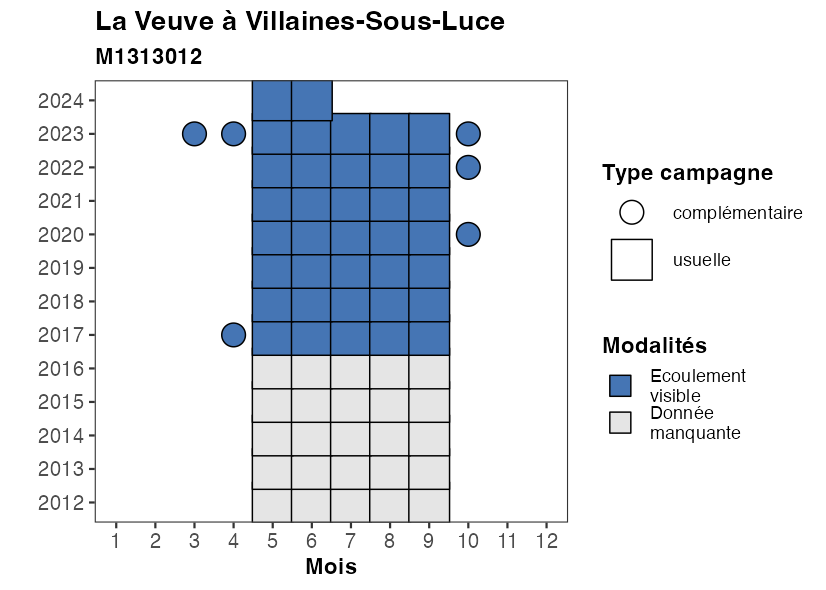 La Veuve à Villaines-Sous-Luce
M1313012
2024
2023
2022
2021
2020
2019
2018
2017
2016
2015
2014
2013
2012
1 2 3 4 5 6 7 8 9 10 11 12
Mois
Type campagne
complémentaire
usuelle
Modalités
Ecoulement
visible
Donnée
manquante